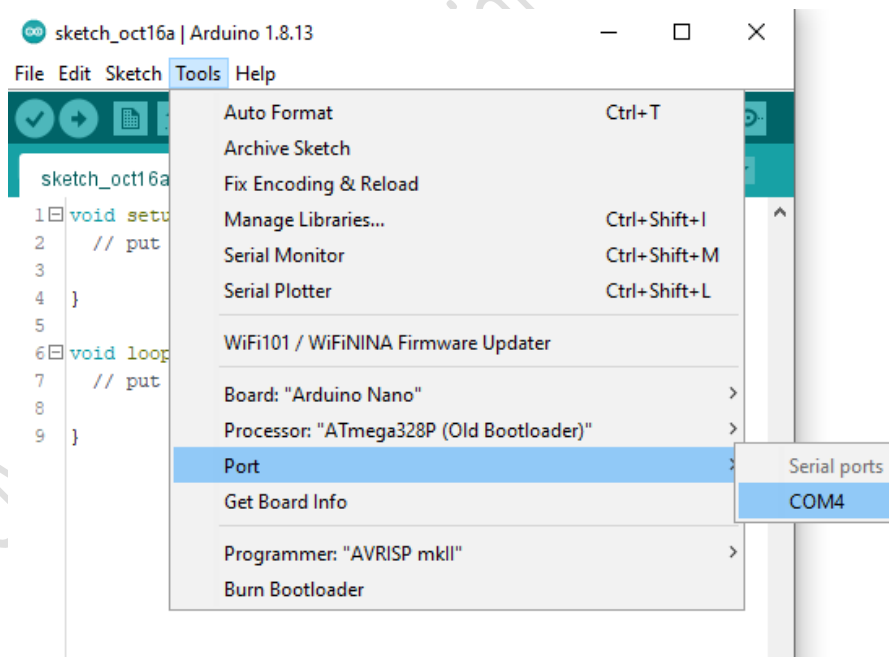 sketch_oct16a | Arduino 1.8.13
File Edit Sketch Tools Help
Auto Format Ctrl+T
Archive Sketch
sketch_oct16a
Fix Encoding & Reload
1 void setu
Manage Libraries... Ctrl+Shift+I
2 // put
Serial Monitor Ctrl+Shift+M
3
4 }
Serial Plotter Ctrl+Shift+L
5
WiFi101 / WiFiNINA Firmware Updater
6 void loop
7 // put
Board: "Arduino Nano"
8
Processor: "ATmega328P (Old Bootloader)"
9 }
Port
Serial ports
Get Board Info
COM4
Programmer: "AVRISP mkII"
Burn Bootloader